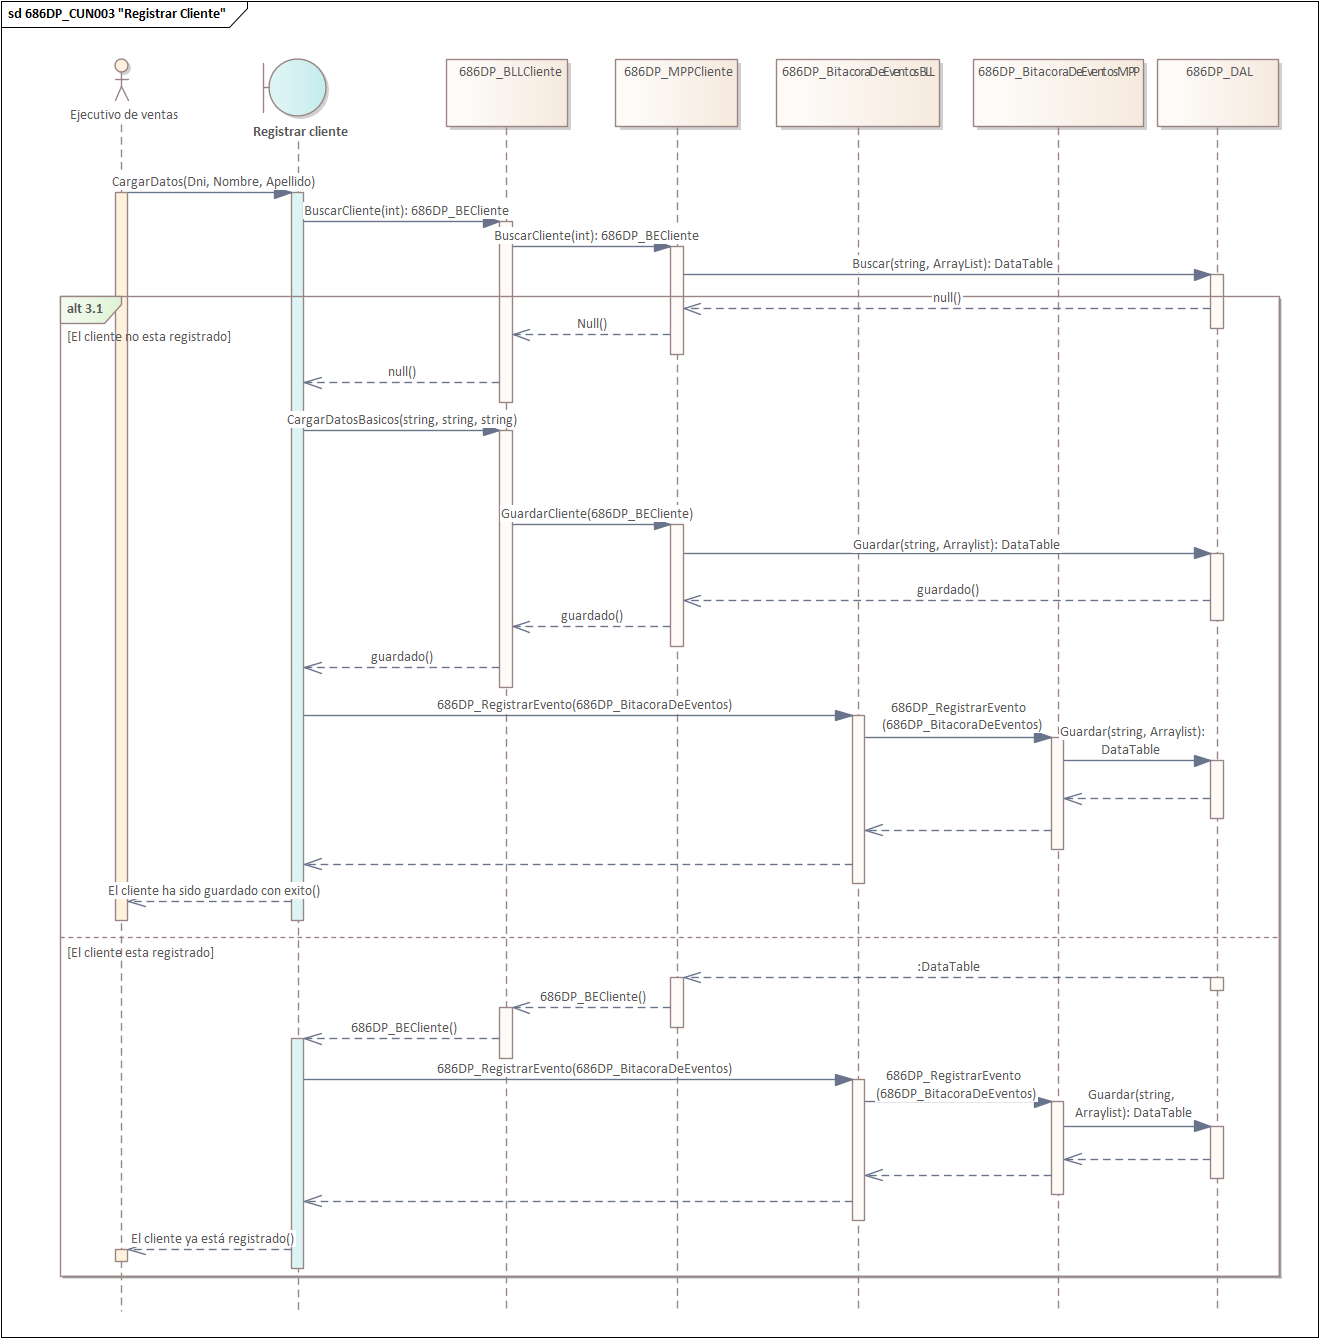 sd 686DP_CUN003 "Registrar Cliente"
686DP_BLLCliente
686DP_MPPCliente
686DP_BitacoraDeEventosBLL
686DP_BitacoraDeEventosMPP
686DP_DAL
Ejecutivo de ventas
Registrar cliente
CargarDatos(Dni, Nombre, Apellido)
BuscarCliente(int): 686DP_BECliente
BuscarCliente(int): 686DP_BECliente
Buscar(string, ArrayList): DataTable
null()
alt 3.1
Null()
[El cliente no esta registrado]
null()
CargarDatosBasicos(string, string, string)
GuardarCliente(686DP_BECliente)
Guardar(string, Arraylist): DataTable
guardado()
guardado()
guardado()
686DP_RegistrarEvento(686DP_BitacoraDeEventos)
686DP_RegistrarEvento
(686DP_BitacoraDeEventos)
Guardar(string, Arraylist):
DataTable
El cliente ha sido guardado con exito()
[El cliente esta registrado]
:DataTable
686DP_BECliente()
686DP_BECliente()
686DP_RegistrarEvento(686DP_BitacoraDeEventos)
686DP_RegistrarEvento
(686DP_BitacoraDeEventos)
Guardar(string,
Arraylist): DataTable
El cliente ya está registrado()